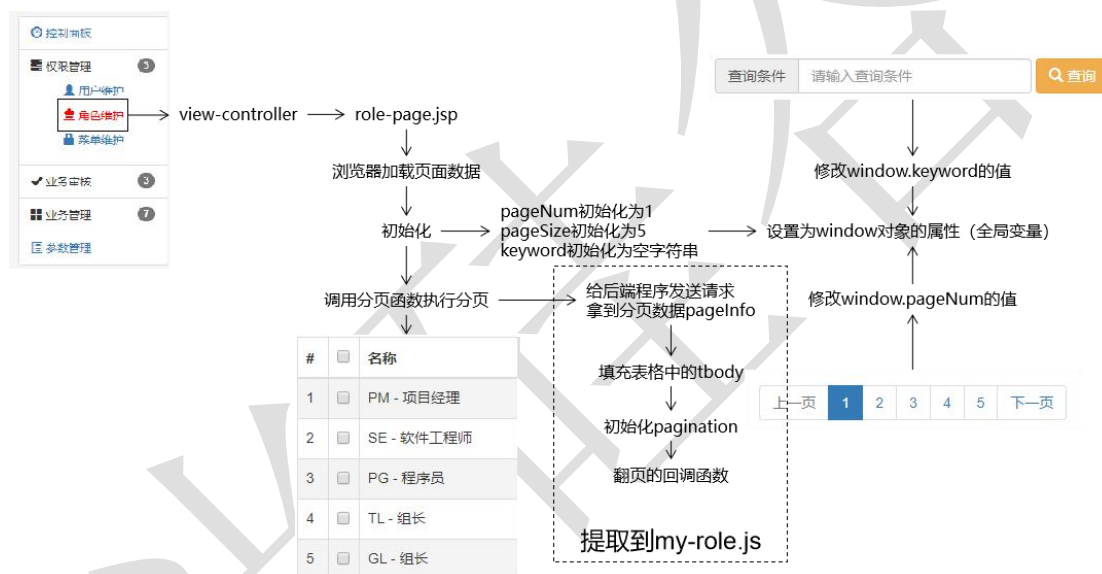 控制面板
权限管理 3
用户维护
角色维护
菜单维护
业务审核 3
业务管理 7
参数管理
view-controller
role-page.jsp
浏览器加载页面数据
初始化
pageNum初始化为1
pageSize初始化为5
keyword初始化为空字符串
设置为window对象的属性（全局变量）
查询条件 请输入查询条件 查询
修改window.keyword的值
修改window.pageNum的值
上一页 1 2 3 4 5 下一页
调用分页函数执行分页
给后端程序发送请求
拿到分页数据pageInfo
填充表格中的tbody
初始化pagination
翻页的回调函数
提取到my-role.js
# 名称
1 PM - 项目经理
2 SE - 软件工程师
3 PG - 程序员
4 TL - 组长
5 GL - 组长